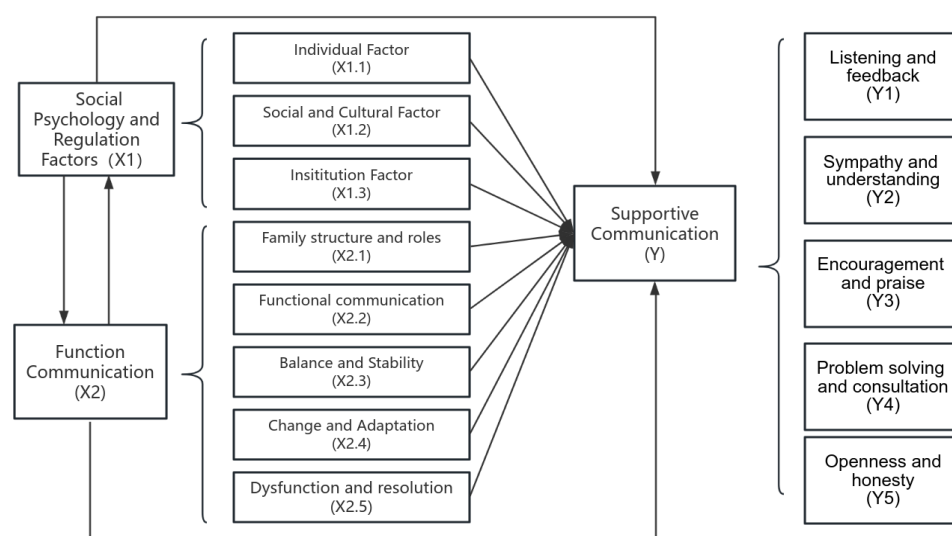 Social
Psychology and
Regulation
Factors（X1）
Function
Communication
(X2)
Individual Factor
(X1.1)
Social and Cultural Factor
(X1.2)
Insititution Factor
(X1.3)
Family structure and roles
(X2.1)
Functional communication
(X2.2)
Balance and Stability
(X2.3)
Change and Adaptation
(X2.4)
Dysfunction and resolution
(X2.5)
Supportive
Communication
(Y)
Listening and
feedback
(Y1)
Sympathy and
understanding
(Y2)
Encouragement
and praise
(Y3)
Problem solving
and consultation
(Y4)
Openness and
honesty
(Y5)